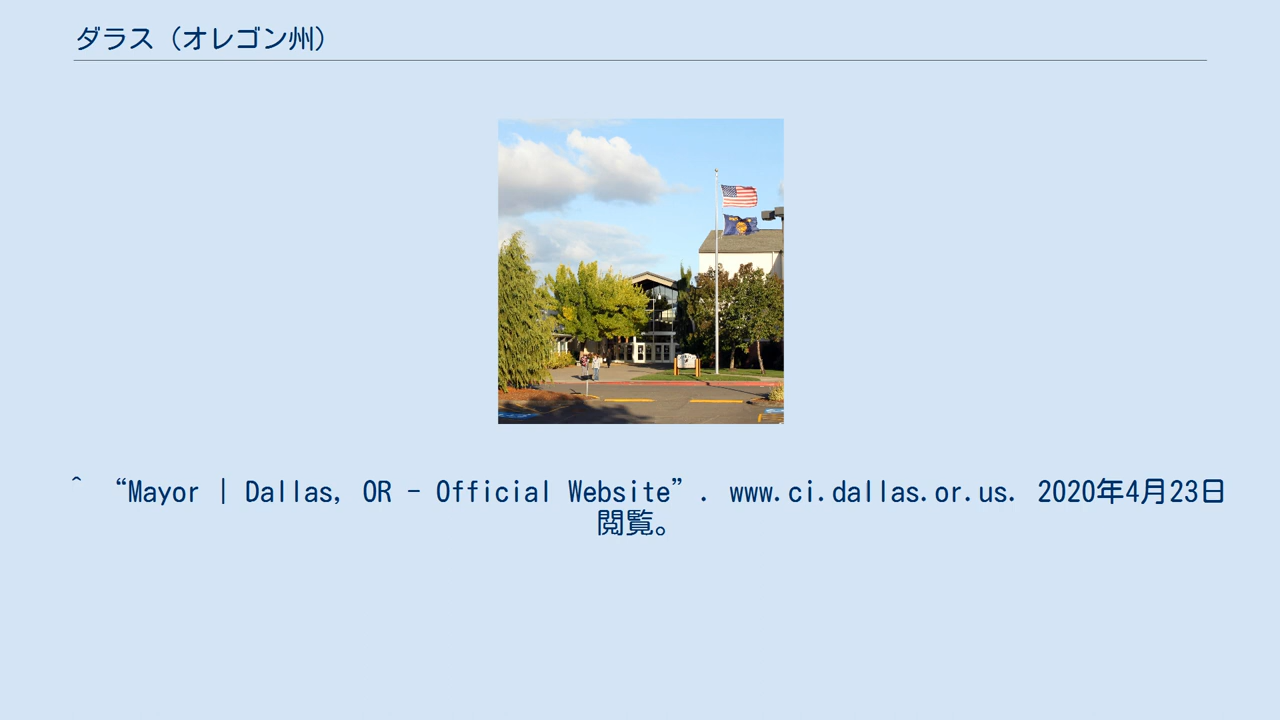 ダラス（オレゴン州）
^ “Mayor | Dallas, OR - Official Website”. www.ci.dallas.or.us. 2020年4月23日
閲覧。